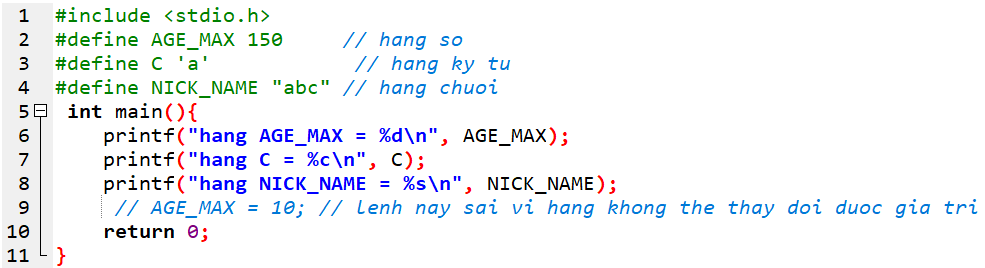 1 #include <stdio.h>
2 #define AGE_MAX 150 // hang so
3 #define C 'a' // hang ky tu
4 #define NICK_NAME "abc" // hang chuoi
5 int main(){
6 printf("hang AGE_MAX = %d\n", AGE_MAX);
7 printf("hang C = %c\n", C);
8 printf("hang NICK_NAME = %s\n", NICK_NAME);
9 // AGE_MAX = 10; // lenh nay sai vi hang khong the thay doi duoc gia tri
10 return 0;
11 }